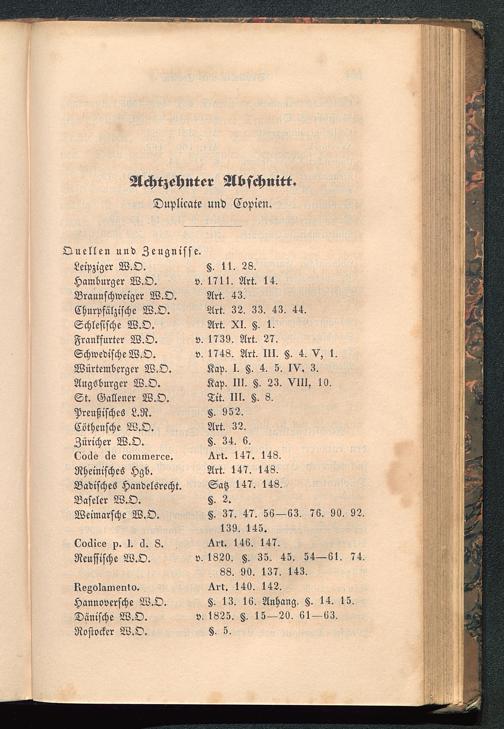 Achtzehnter Abschnitt.
Duplicate und Copien.
Quellen und Zeugnisse.
Leipziger W.O. §. 11. 28.
Hamburger W.O. v. 1711. Art. 14.
Braunschweiger W.O. Art. 43.
Churpfälzische W.O. Art. 32. 33. 43. 44.
Schlesische W.O. Art. XI. §. 1.
Frankfurter W.O. v. 1739. Art. 27.
Schwedische W.O. v. 1748. Art. III. §. 4. V, 1.
Würtemberger W.O. Kap. I. §. 4. 5. IV, 3.
Augsburger W.O. Kap. III. §. 23. VIII, 10.
St. Gallener W.O. Tit. III. §. 8.
Preußisches L.R. §. 952.
Cöthensche W.O. Art. 32.
Züricher W.O. §. 34. 6.
Code de commerce. Art. 147. 148.
Rheinisches Hgb. Art. 147. 148.
Badisches Handelsrecht. Satz 147. 148.
Baseler W.O. §. 2.
Weimarsche W.O. §. 37. 47. 56—63. 76. 90. 92.
139. 145.
Codice p. l. d. S. Art. 146. 147.
Reussische W.O. v. 1820. §. 35. 45. 54—61. 74.
88. 90. 137. 143.
Regolamento. Art. 140. 142.
Hannoversche W.O. §. 13. 16. Anhang. §. 14. 15.
Dänische W.O. v. 1825. §. 15—20. 61—63.
Rostocker W.O. §. 5.